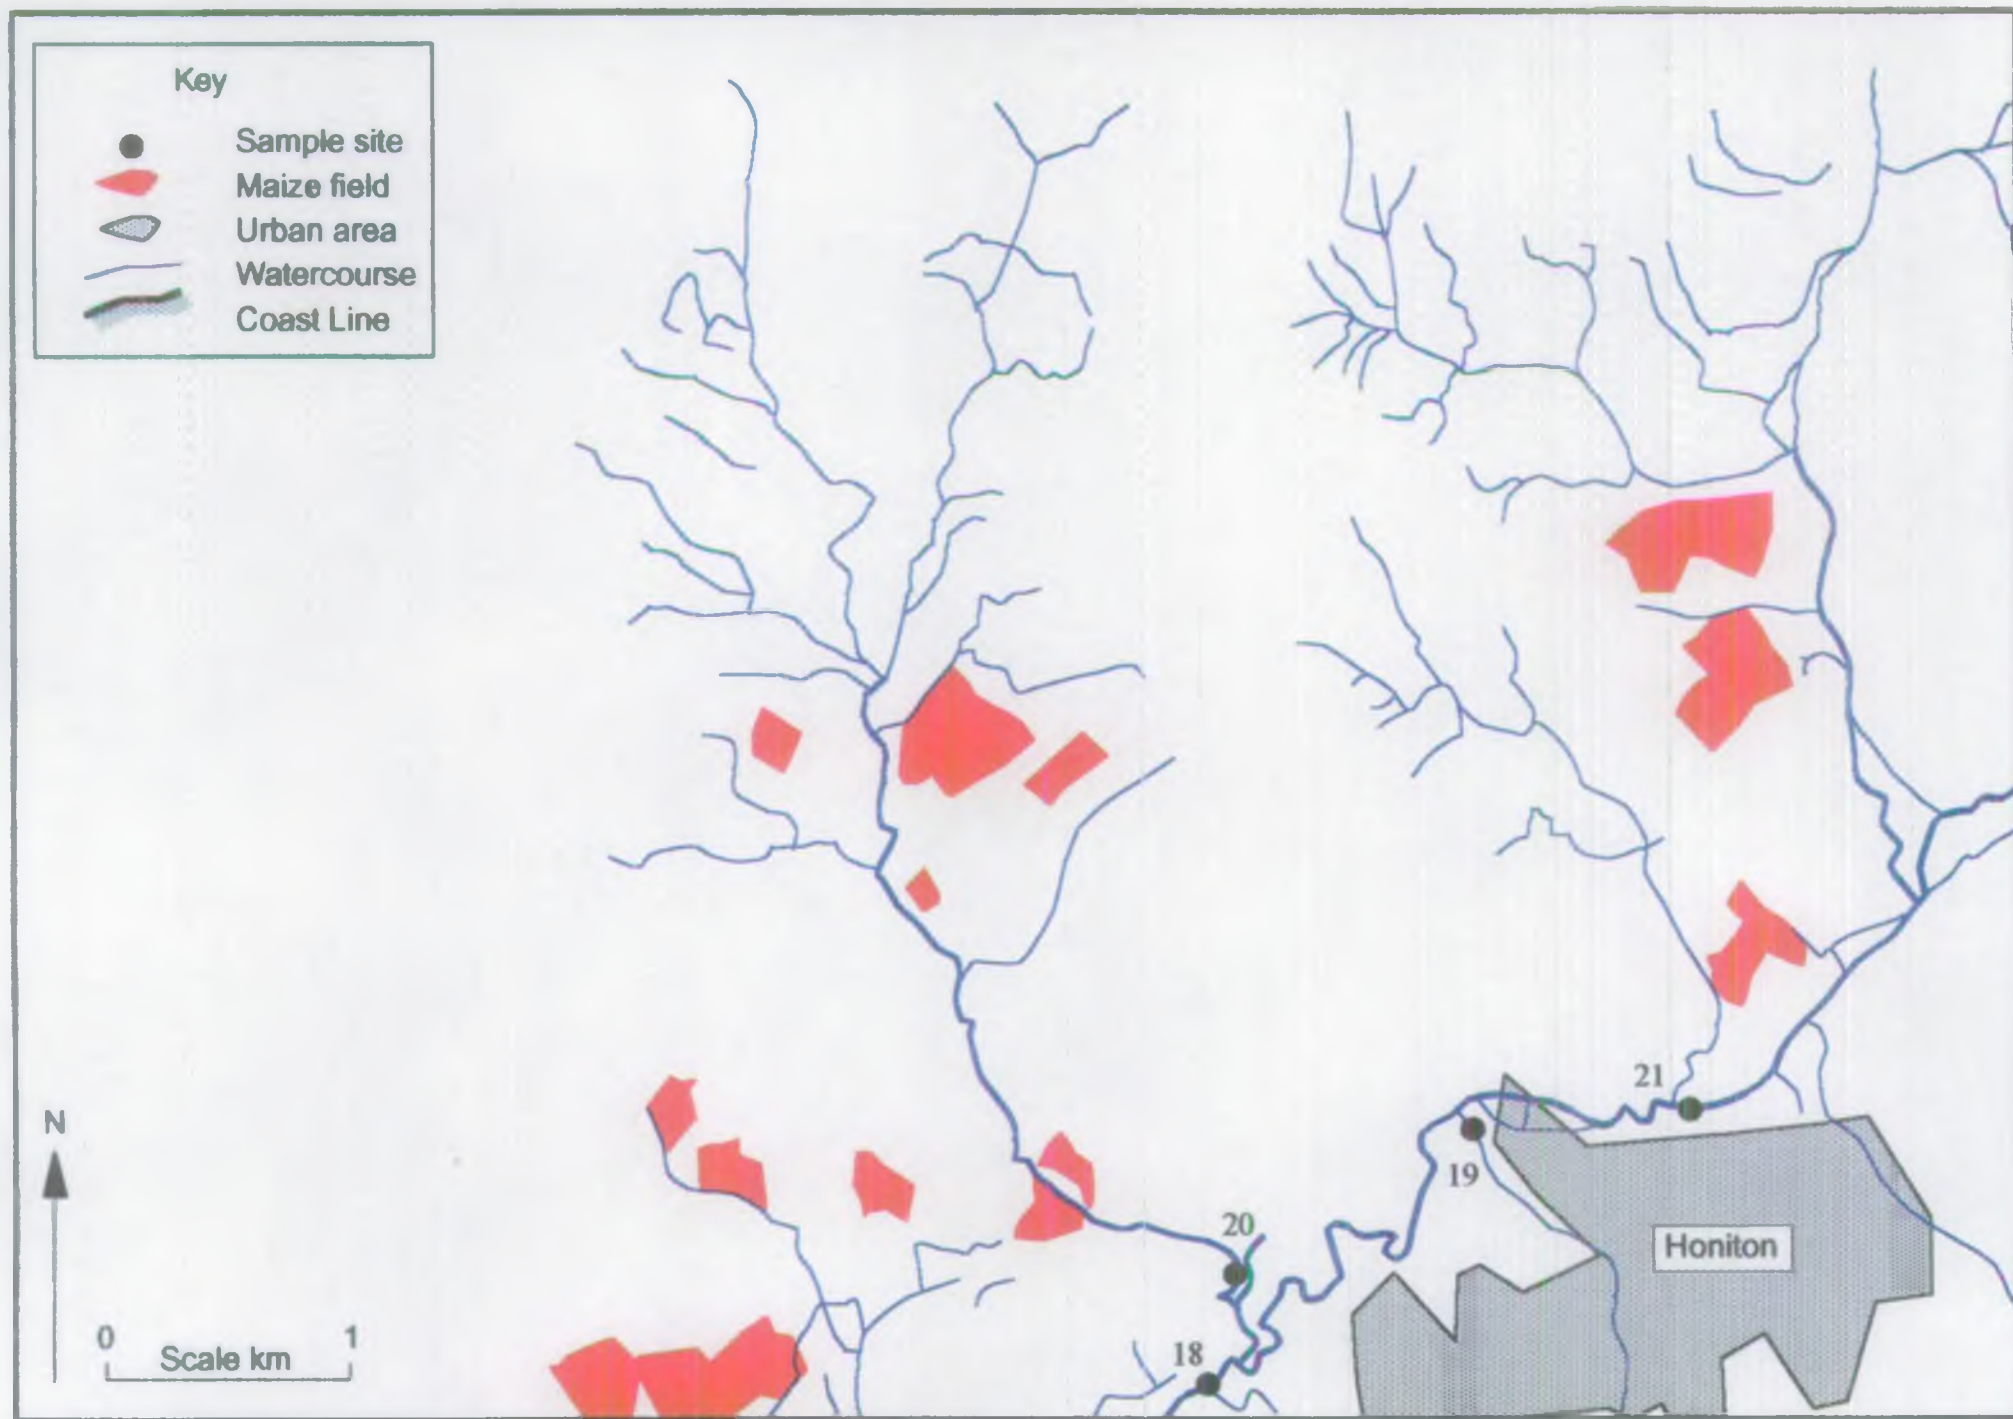 Key
Sample site
Maize field
Urban area
Watercourse
Coast Line
21
19
20
Honiton
18
N
0 1
Scale km